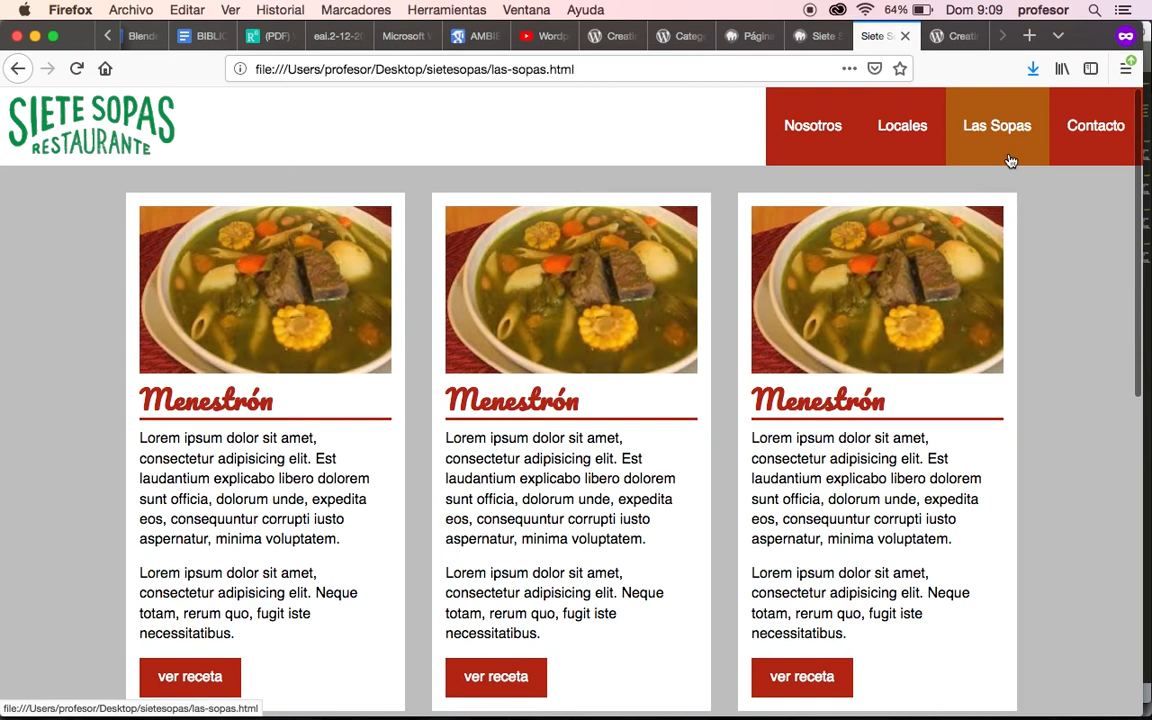 Firefox Archivo Editar Ver Historial Marcadores Herramientas Ventana Ayuda 64% Dom 9:09 profesor
Blende BIBLIO (PDF) eai.2-12-20 Microsoft W AMBIE Wordp Creatin Categ Página Siete S Siete S Creatin
file:///Users/profesor/Desktop/sietesopas/las-sopas.html
SIETE SOPAS
RESTAURANTE
Nosotros Locales Las Sopas Contacto
Menestrón Menestrón Menestrón
Lorem ipsum dolor sit amet, Lorem ipsum dolor sit amet, Lorem ipsum dolor sit amet,
consectetur adipisicing elit. Est consectetur adipisicing elit. Est consectetur adipisicing elit. Est
laudantium explicabo libero dolorem laudantium explicabo libero dolorem laudantium explicabo libero dolorem
sunt officia, dolorum unde, expedita sunt officia, dolorum unde, expedita sunt officia, dolorum unde, expedita
eos, consequuntur corrupti iusto eos, consequuntur corrupti iusto eos, consequuntur corrupti iusto
aspernatur, minima voluptatem. aspernatur, minima voluptatem. aspernatur, minima voluptatem.
Lorem ipsum dolor sit amet, Lorem ipsum dolor sit amet, Lorem ipsum dolor sit amet,
consectetur adipisicing elit. Neque consectetur adipisicing elit. Neque consectetur adipisicing elit. Neque
totam, rerum quo, fugit iste totam, rerum quo, fugit iste totam, rerum quo, fugit iste
necessitatibus. necessitatibus. necessitatibus.
ver receta ver receta ver receta
file:///Users/profesor/Desktop/sietesopas/las-sopas.html